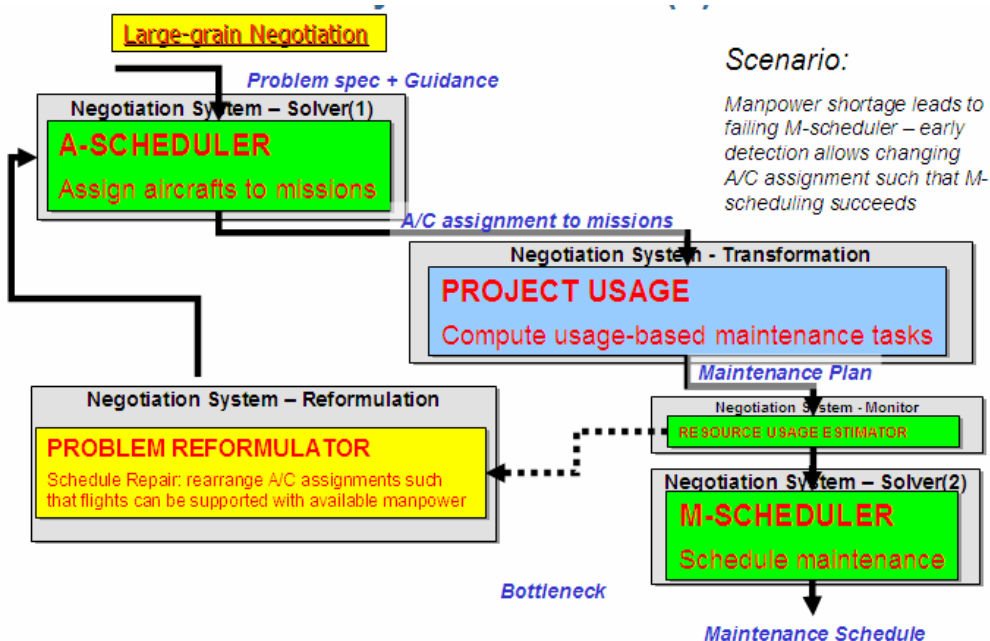 Large-grain Negotiation
Problem spec + Guidance
Scenario:
Manpower shortage leads to
failing M-scheduler – early
detection allows changing
A/C assignment such that M-
scheduling succeeds
Negotiation System – Solver(1)
A-SCHEDULER
Assign aircrafts to missions
A/C assignment to missions
Negotiation System - Transformation
PROJECT USAGE
Compute usage-based maintenance tasks
Maintenance Plan
Negotiation System – Reformulation
PROBLEM REFORMULATOR
Schedule Repair: rearrange A/C assignments such
that flights can be supported with available manpower
Negotiation System - Monitor
RESOURCE USAGE ESTIMATOR
Negotiation System – Solver(2)
M-SCHEDULER
Schedule maintenance
Bottleneck
Maintenance Schedule